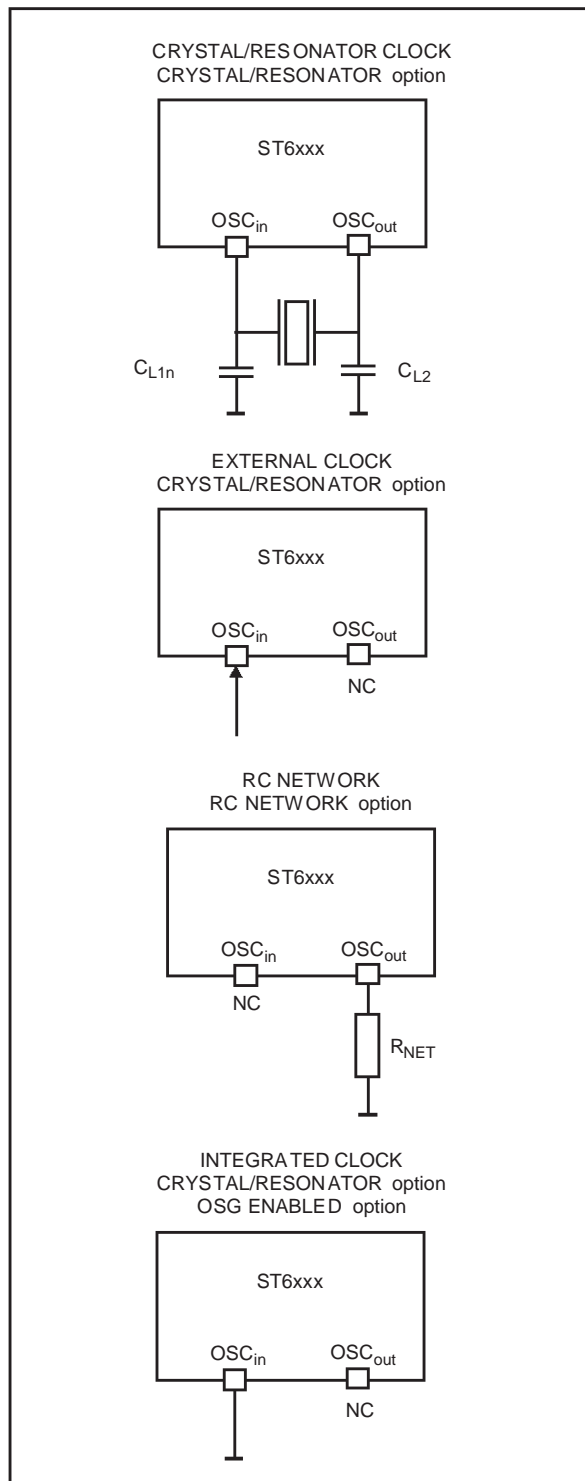 CRYSTAL/RESONATOR CLOCK
CRYSTAL/RESONATOR option
ST6xxx
OSCin OSCout
CL1n CL2
EXTERNAL CLOCK
CRYSTAL/RESONATOR option
ST6xxx
OSCin OSCout
NC
RC NETWORK
RC NETWORK option
ST6xxx
OSCin OSCout
NC
RNET
INTEGRATED CLOCK
CRYSTAL/RESONATOR option
OSG ENABLED option
ST6xxx
OSCin OSCout
NC